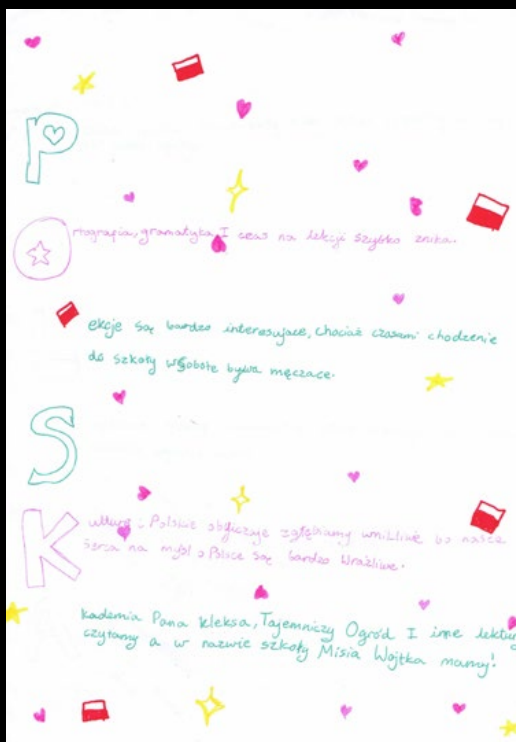 P
O rtografia, gramatyka I czas na lekcji szybko znika.
ekcje są bardzo interesujące, chociaż czasami chodzenie
do szkoły w sobotę bywa męczące.
S
K ulturę i Polskie obyczaje zgłębiamy wnikliwie bo nasze
serca na myśl o Polsce są bardzo wrażliwe.
kademia Pana Kleksa, Tajemniczy Ogród I inne lektury
czytamy a w nazwie szkoły Misia Wojtka mamy!